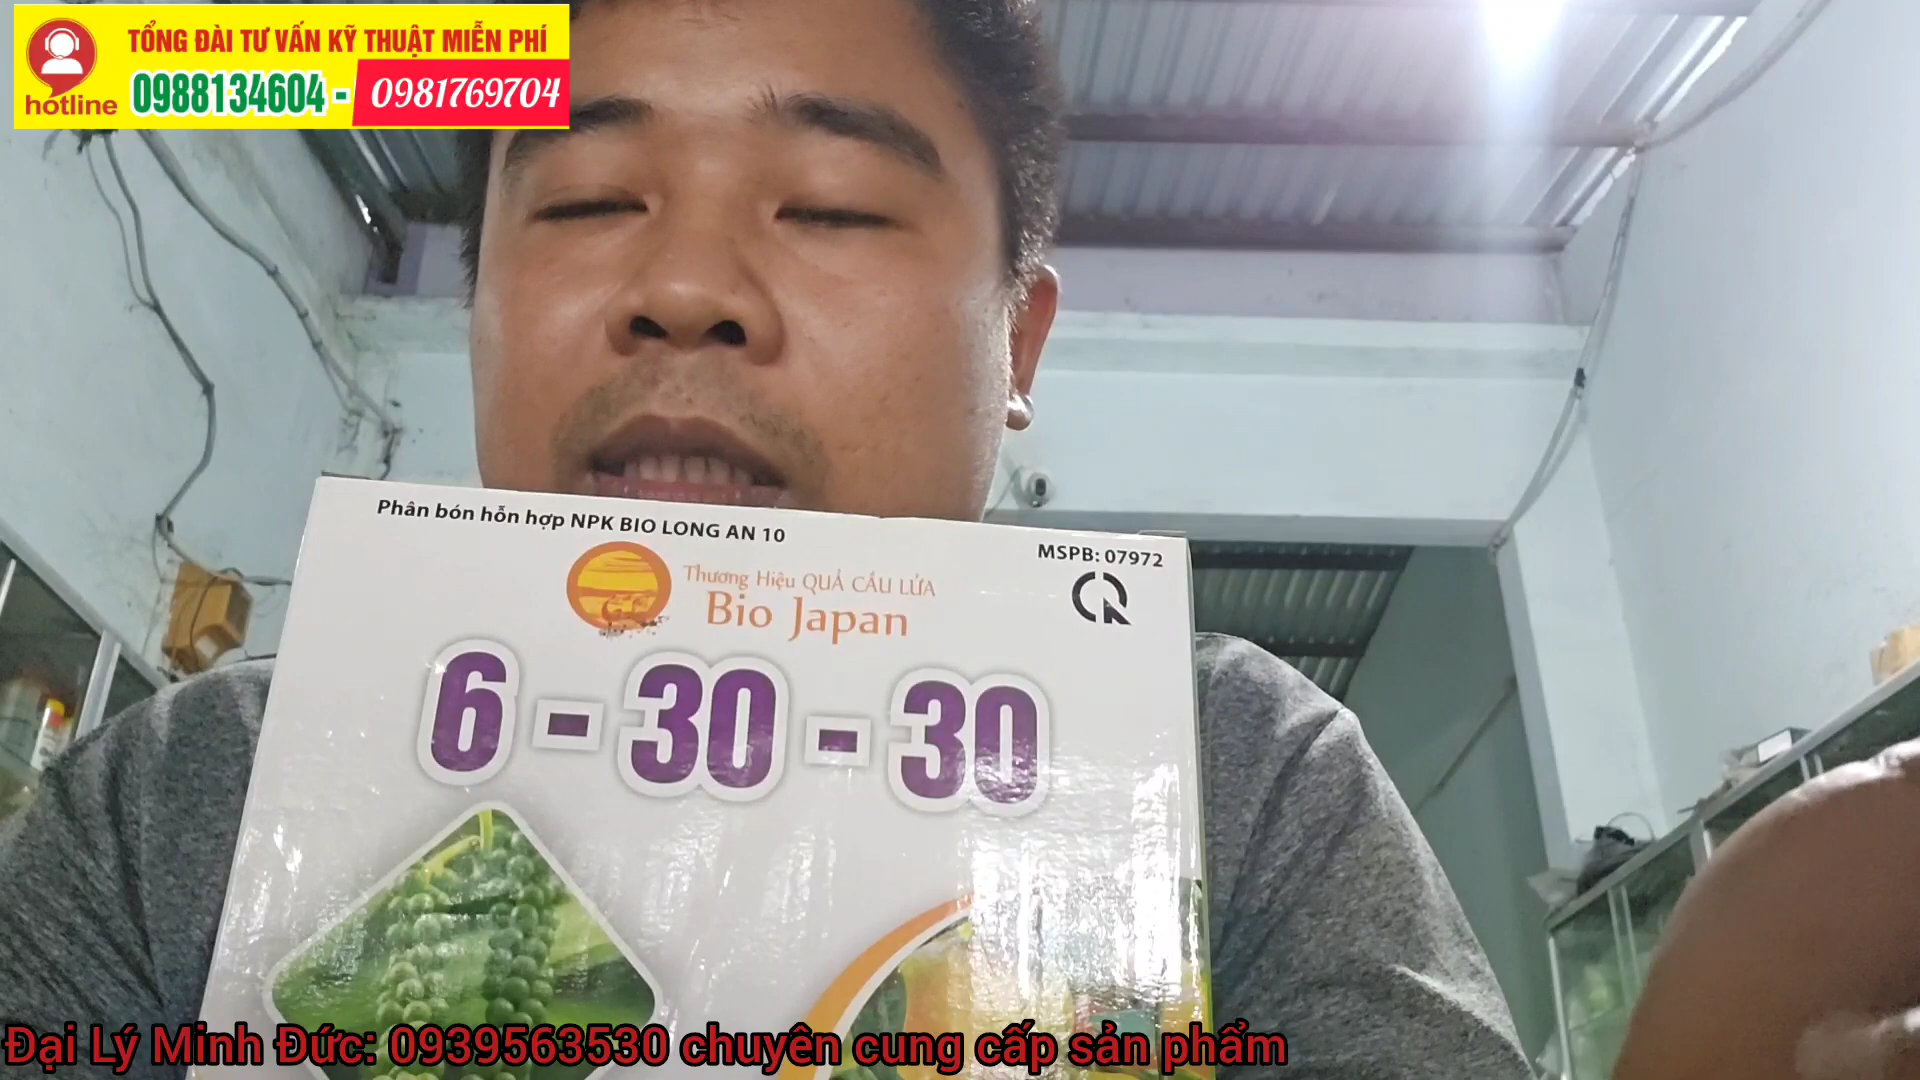 TỔNG ĐÀI TƯ VẤN KỸ THUẬT MIỄN PHÍ
hotline 0988134604 - 0981769704
Phân bón hỗn hợp NPK BIO LONG AN 10
MSPB: 07972
Thương Hiệu QUẢ CẦU LỬA
Bio Japan
6 - 30 - 30
Đại Lý Minh Đức: 0939563530 chuyên cung cấp sản phẩm